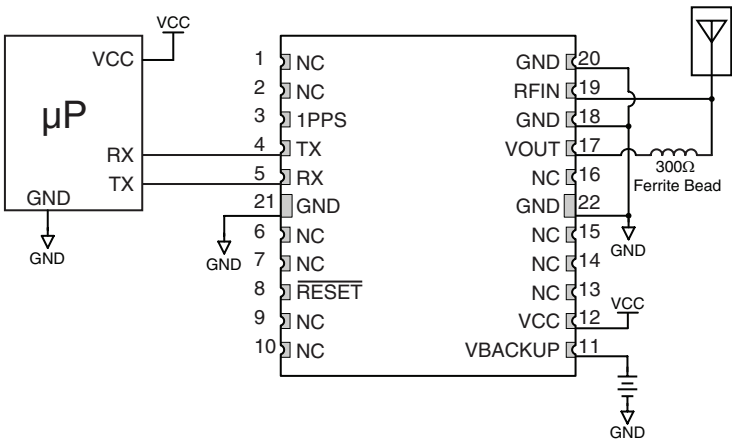 VCC
VCC
µP
RX
TX
GND
GND
1 NC
2 NC
3 1PPS
4 TX
5 RX
21 GND
GND
6 NC
7 NC
8 RESET
9 NC
10 NC
GND 20
RFIN 19
GND 18
VOUT 17
300Ω
Ferrite Bead
NC 16
GND 22
GND
NC 15
NC 14
NC 13
VCC 12
VCC
VBACKUP 11
GND